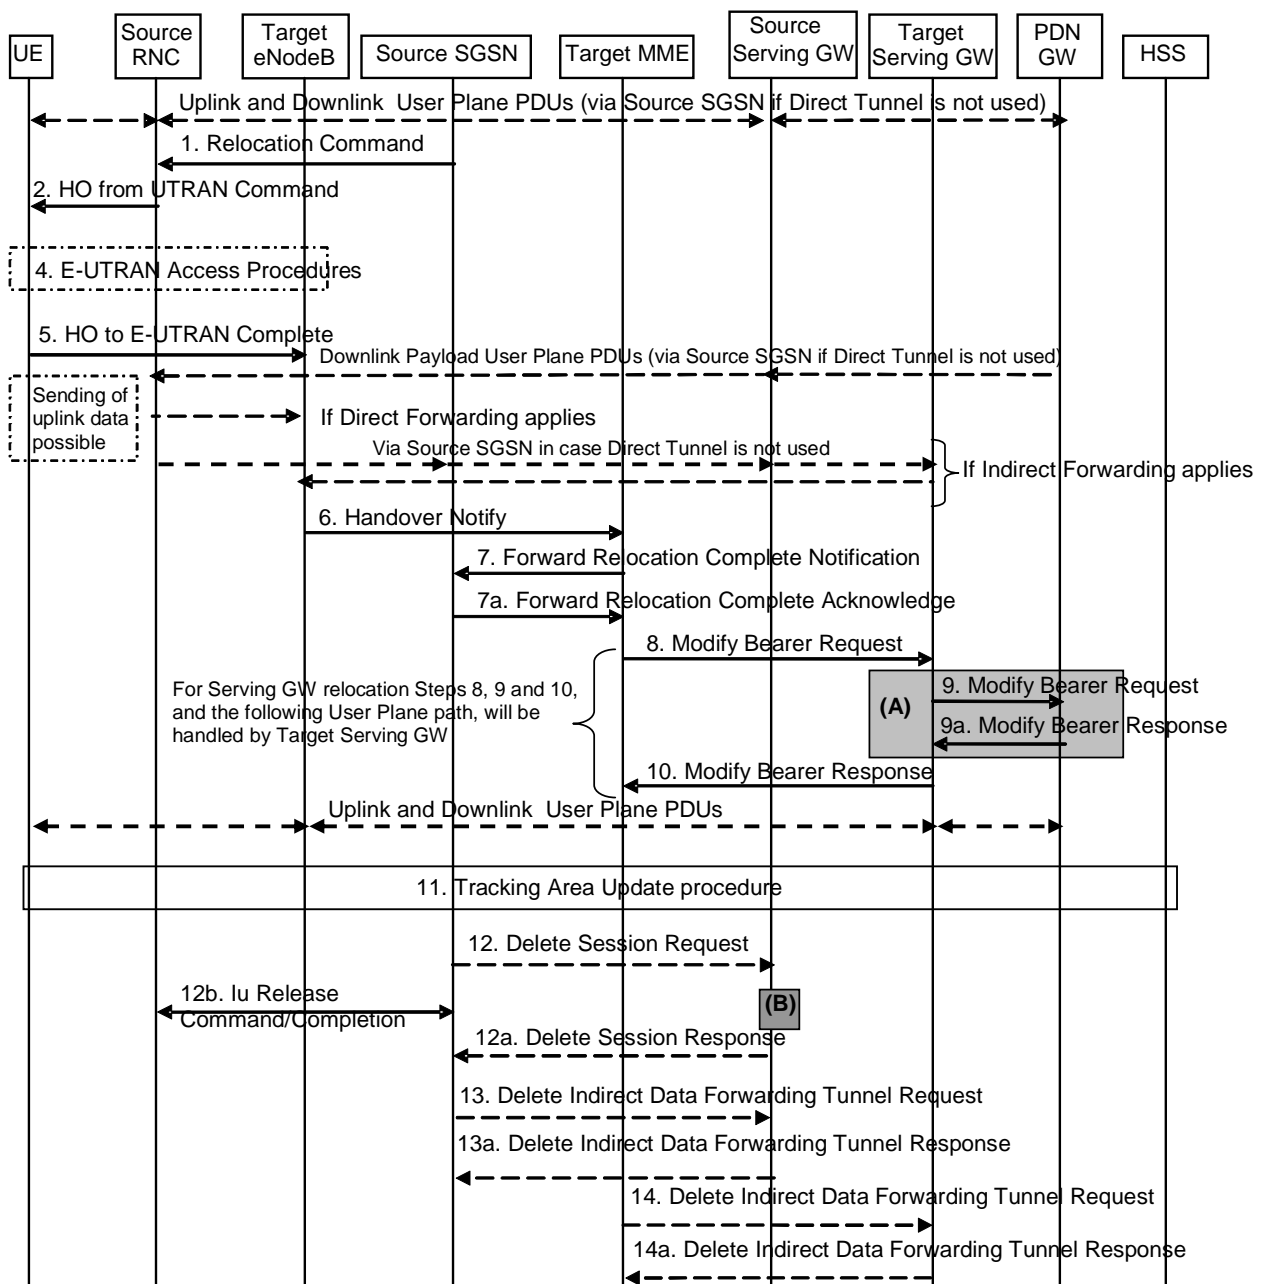 UE
Source
RNC
Target
eNodeB
Source SGSN
Target MME
Source
Serving GW
Target
Serving GW
PDN
GW
HSS
Uplink and Downlink User Plane PDUs (via Source SGSN if Direct Tunnel is not used)
1. Relocation Command
2. HO from UTRAN Command
4. E-UTRAN Access Procedures
5. HO to E-UTRAN Complete
Downlink Payload User Plane PDUs (via Source SGSN if Direct Tunnel is not used)
Sending of
uplink data
possible
If Direct Forwarding applies
Via Source SGSN in case Direct Tunnel is not used
If Indirect Forwarding applies
6. Handover Notify
7. Forward Relocation Complete Notification
7a. Forward Relocation Complete Acknowledge
8. Modify Bearer Request
For Serving GW relocation Steps 8, 9 and 10,
and the following User Plane path, will be
handled by Target Serving GW
(A)
9. Modify Bearer Request
9a. Modify Bearer Response
10. Modify Bearer Response
Uplink and Downlink User Plane PDUs
11. Tracking Area Update procedure
12. Delete Session Request
12b. Iu Release
Command/Completion
(B)
12a. Delete Session Response
13. Delete Indirect Data Forwarding Tunnel Request
13a. Delete Indirect Data Forwarding Tunnel Response
14. Delete Indirect Data Forwarding Tunnel Request
14a. Delete Indirect Data Forwarding Tunnel Response